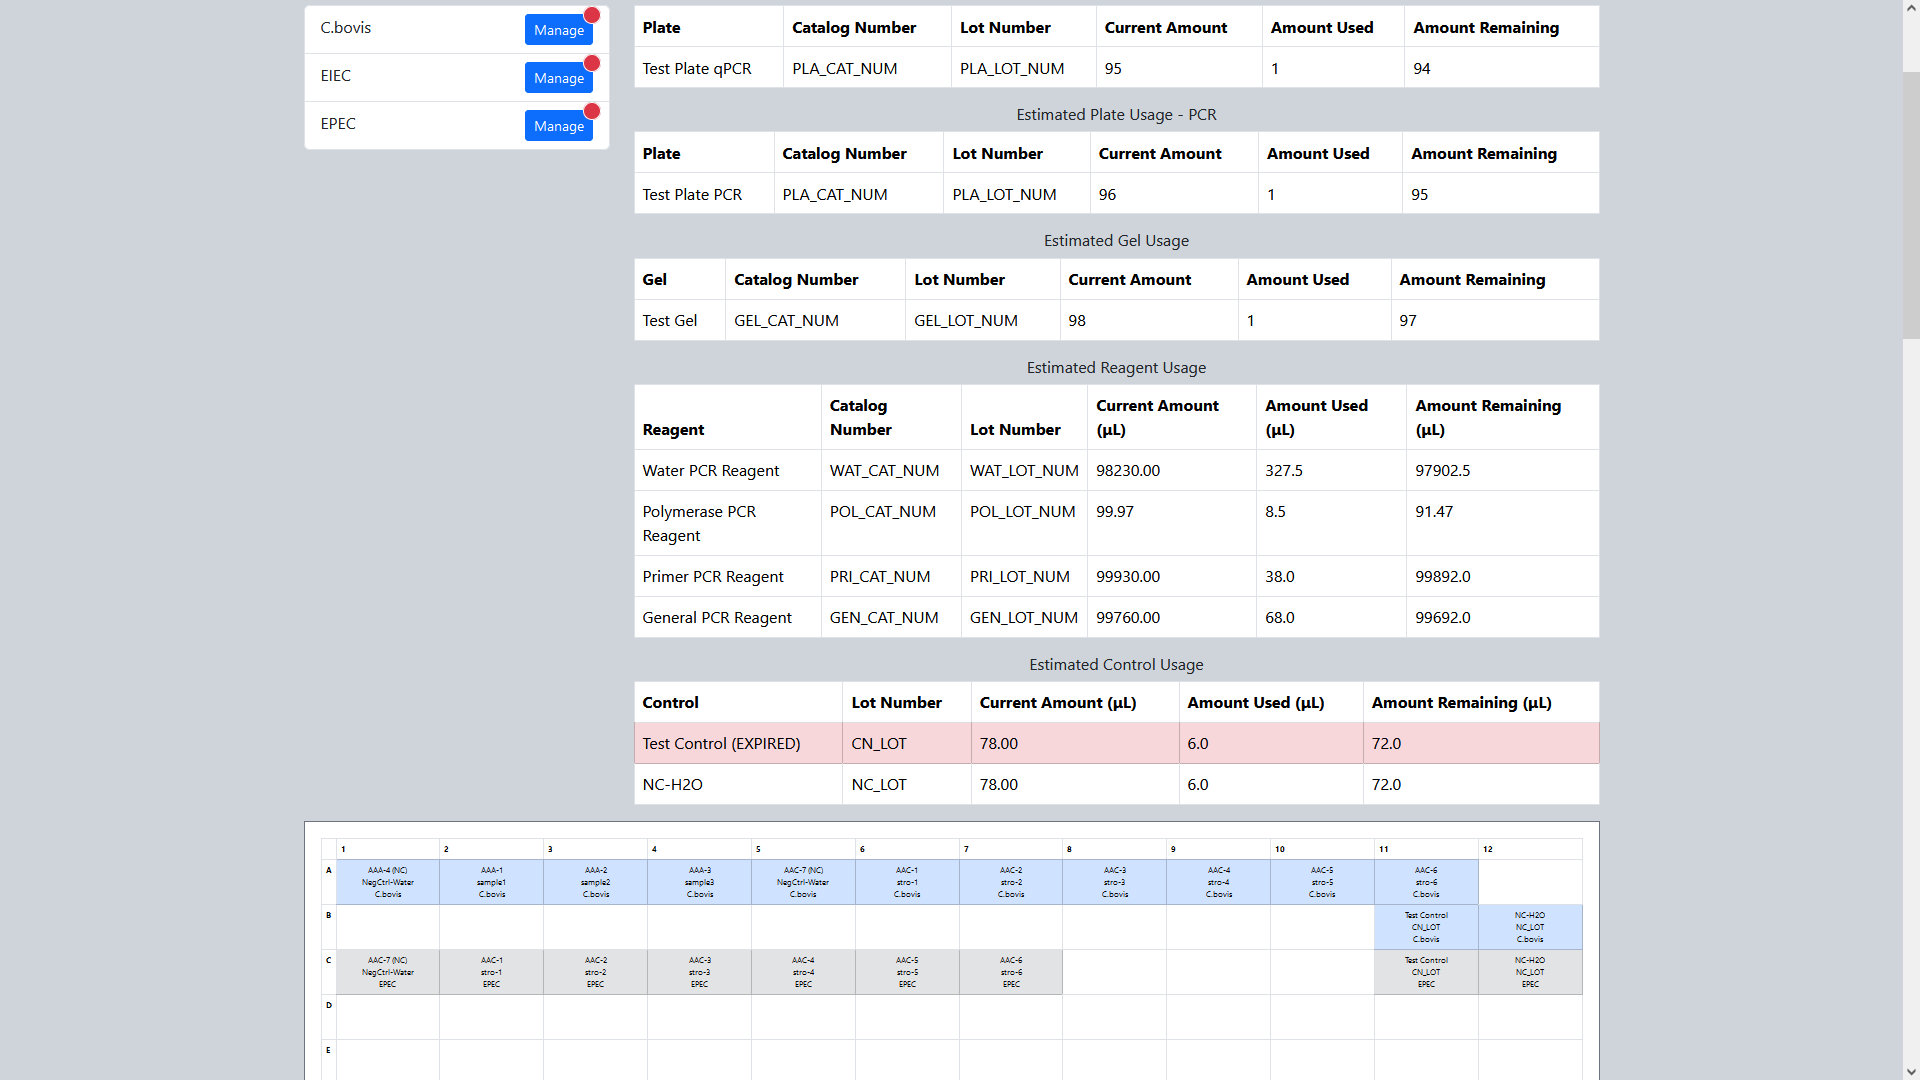 C.bovis
Manage
EIEC
Manage
EPEC
Manage
Plate Catalog Number Lot Number Current Amount Amount Used Amount Remaining
Test Plate qPCR PLA_CAT_NUM PLA_LOT_NUM 95 1 94
Estimated Plate Usage - PCR
Plate Catalog Number Lot Number Current Amount Amount Used Amount Remaining
Test Plate PCR PLA_CAT_NUM PLA_LOT_NUM 96 1 95
Estimated Gel Usage
Gel Catalog Number Lot Number Current Amount Amount Used Amount Remaining
Test Gel GEL_CAT_NUM GEL_LOT_NUM 98 1 97
Estimated Reagent Usage
Catalog Current Amount Amount Used Amount Remaining
Reagent Number Lot Number (µL) (µL) (µL)
Water PCR Reagent WAT_CAT_NUM WAT_LOT_NUM 98230.00 327.5 97902.5
Polymerase PCR POL_CAT_NUM POL_LOT_NUM 99.97 8.5 91.47
Reagent
Primer PCR Reagent PRI_CAT_NUM PRI_LOT_NUM 99930.00 38.0 99892.0
General PCR Reagent GEN_CAT_NUM GEN_LOT_NUM 99760.00 68.0 99692.0
Estimated Control Usage
Control Lot Number Current Amount (µL) Amount Used (µL) Amount Remaining (µL)
Test Control (EXPIRED) CN_LOT 78.00 6.0 72.0
NC-H2O NC_LOT 78.00 6.0 72.0
1 2 3 4 5 6 7 8 9 10 11 12
A AAA-4 (NC) AAA-1 AAA-2 AAA-3 AAC-7 (NC) AAC-1 AAC-2 AAC-3 AAC-4 AAC-5 AAC-6
NegCtrl-Water sample1 sample2 sample3 NegCtrl-Water stro-1 stro-2 stro-3 stro-4 stro-5 stro-6
C.bovis C.bovis C.bovis C.bovis C.bovis C.bovis C.bovis C.bovis C.bovis C.bovis C.bovis
B Test Control NC-H2O
CN_LOT NC_LOT
C.bovis C.bovis
C AAC-7 (NC) AAC-1 AAC-2 AAC-3 AAC-4 AAC-5 AAC-6 Test Control NC-H2O
NegCtrl-Water stro-1 stro-2 stro-3 stro-4 stro-5 stro-6 CN_LOT NC_LOT
EPEC EPEC EPEC EPEC EPEC EPEC EPEC EPEC EPEC
D
E